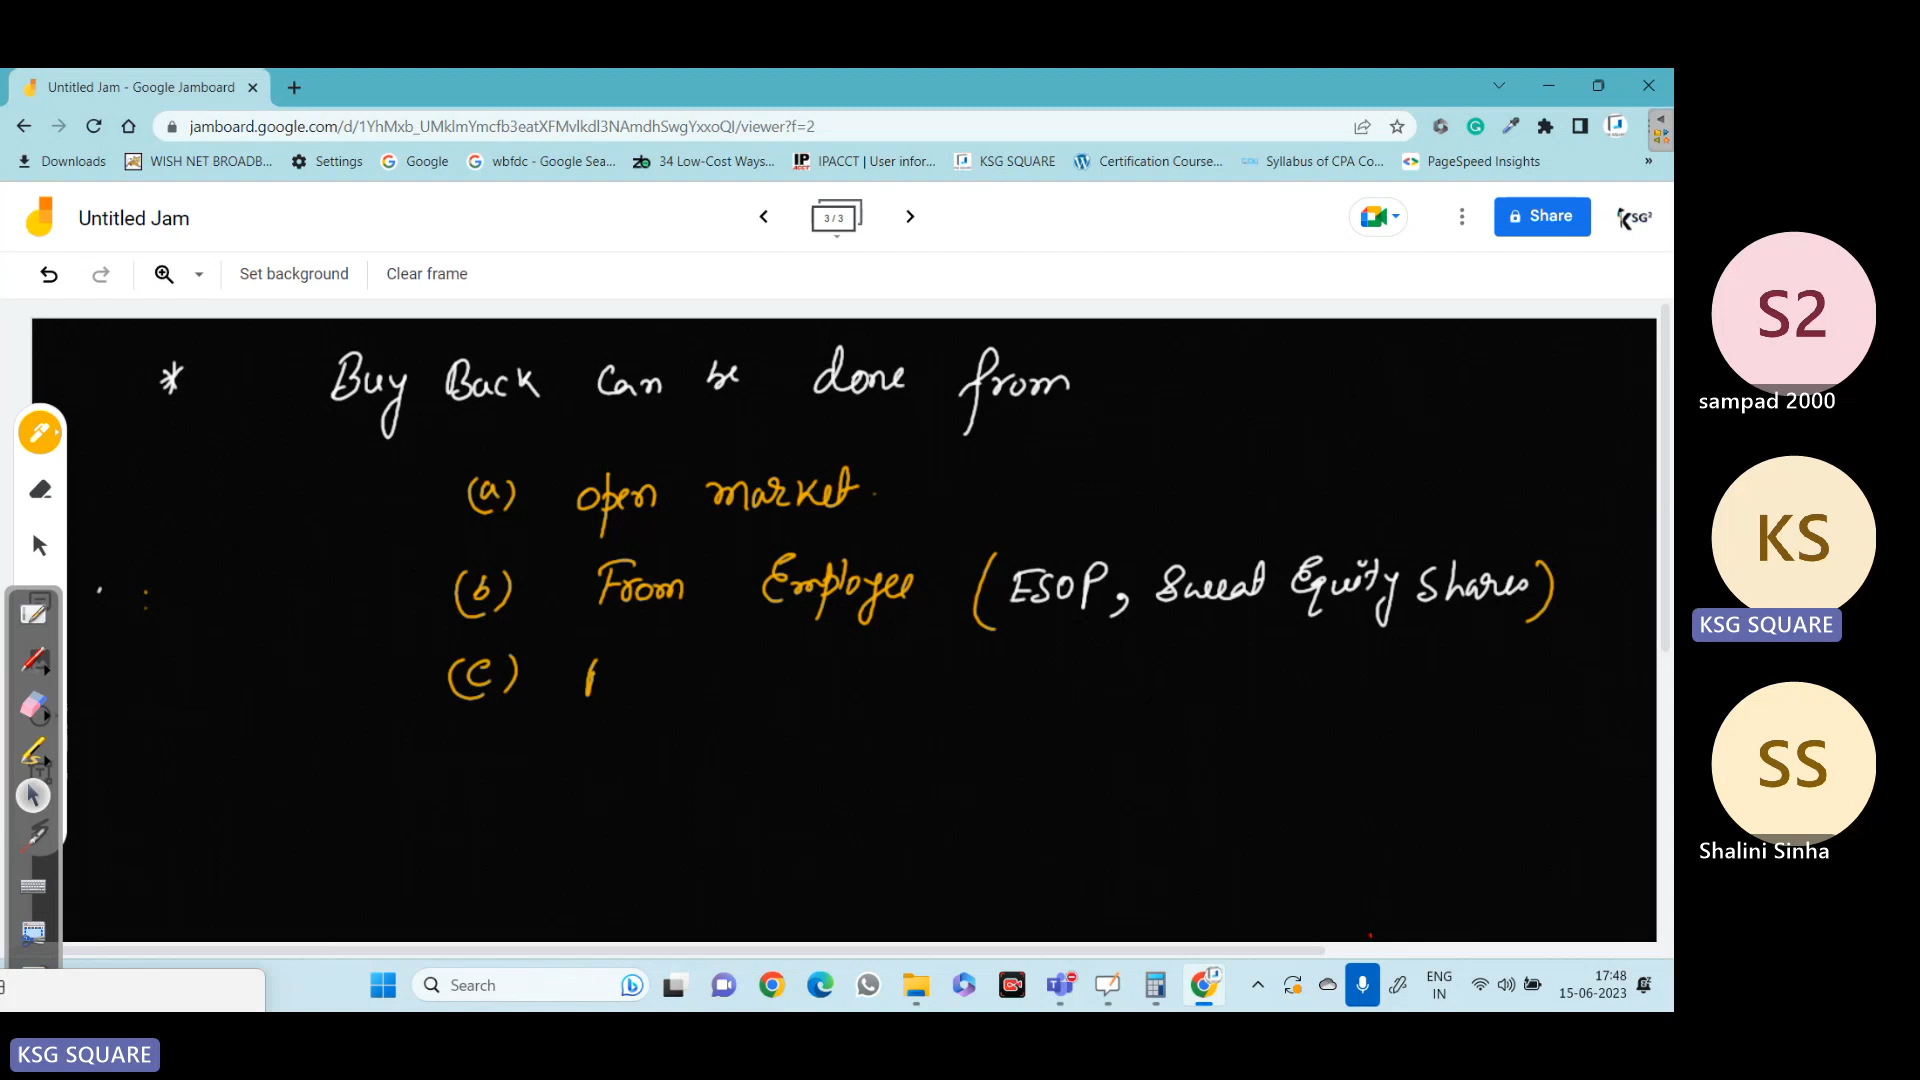 Untitled Jam - Google Jamboard
jamboard.google.com/d/1YhMxb_UMklmYmcfb3eatXFMvlkdl3NAmdhSwgYxxoQI/viewer?f=2
Downloads WISH NET BROADB... Settings Google wbfdc - Google Sea... 34 Low-Cost Ways... IPACCT | User infor... KSG SQUARE Certification Course... Syllabus of CPA Co... PageSpeed Insights »
Untitled Jam 3 / 3 Share KSG²
Set background Clear frame
* Buy Back can be done from
(a) open market.
(b) From Employee (ESOP, Sweat Equity Shares)
(c)
S2
sampad 2000
KS
KSG SQUARE
SS
Shalini Sinha
Search
ENG
IN
17:48
15-06-2023
KSG SQUARE